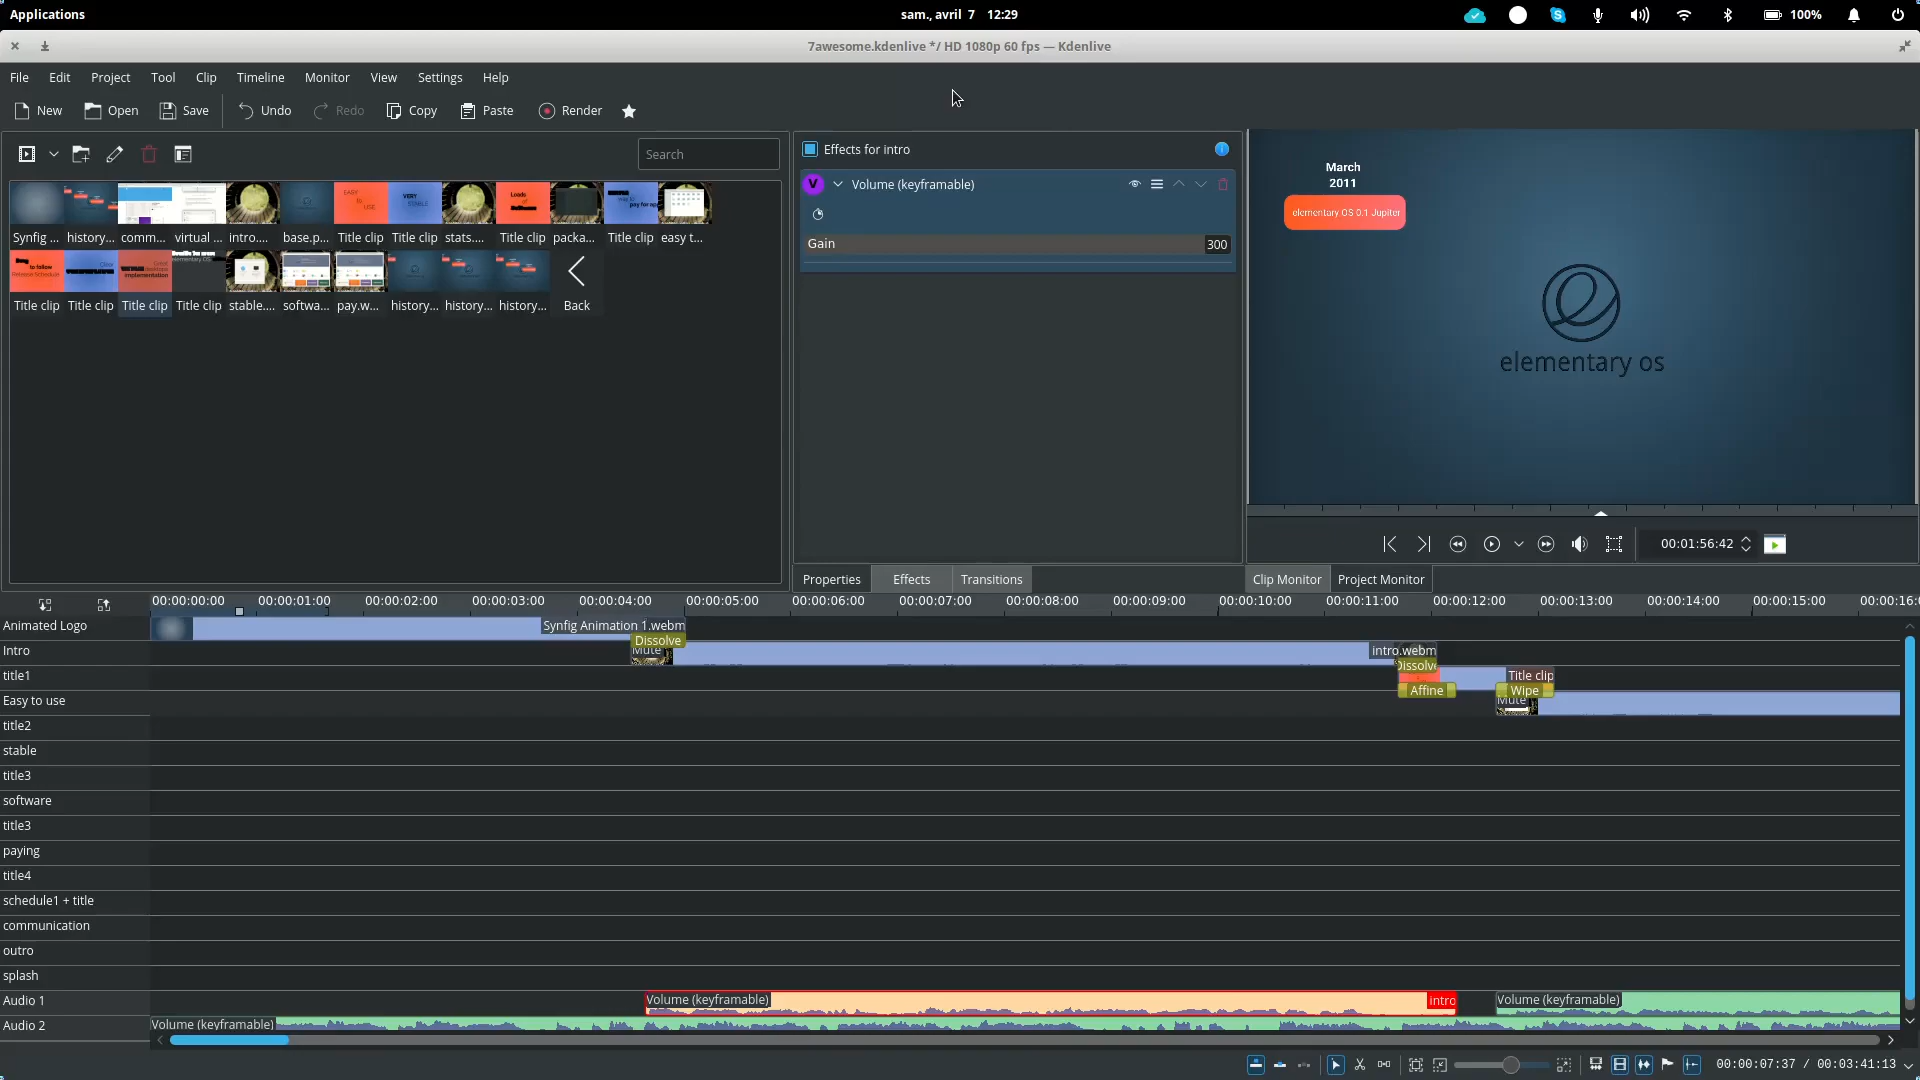 Applications
sam., avril 7 12:29
100%
7awesome.kdenlive */ HD 1080p 60 fps — Kdenlive
File Edit Project Tool Clip Timeline Monitor View Settings Help
New Open Save Undo Redo Copy Paste Render
Search
Synfig ... history... comm... virtual ... intro.... base.p... Title clip Title clip stats.... Title clip packa... Title clip easy t...
Title clip Title clip Title clip Title clip stable.... softwa... pay.w... history... history... history... Back
Effects for intro
V Volume (keyframable)
Gain 300
March
2011
elementary OS 0.1 Jupiter
elementary os
00:01:56:42
Properties Effects Transitions
Clip Monitor Project Monitor
00:00:00:00 00:00:01:00 00:00:02:00 00:00:03:00 00:00:04:00 00:00:05:00 00:00:06:00 00:00:07:00 00:00:08:00 00:00:09:00 00:00:10:00 00:00:11:00 00:00:12:00 00:00:13:00 00:00:14:00 00:00:15:00 00:00:16:0
Animated Logo Synfig Animation 1.webm
Dissolve
Intro Mute intro.webm
Dissolve
title1 Title clip
Affine Wipe
Easy to use Mute
title2
stable
title3
software
title3
paying
title4
schedule1 + title
communication
outro
splash
Audio 1 Volume (keyframable) intro Volume (keyframable)
Audio 2 Volume (keyframable)
00:00:07:37 / 00:03:41:13